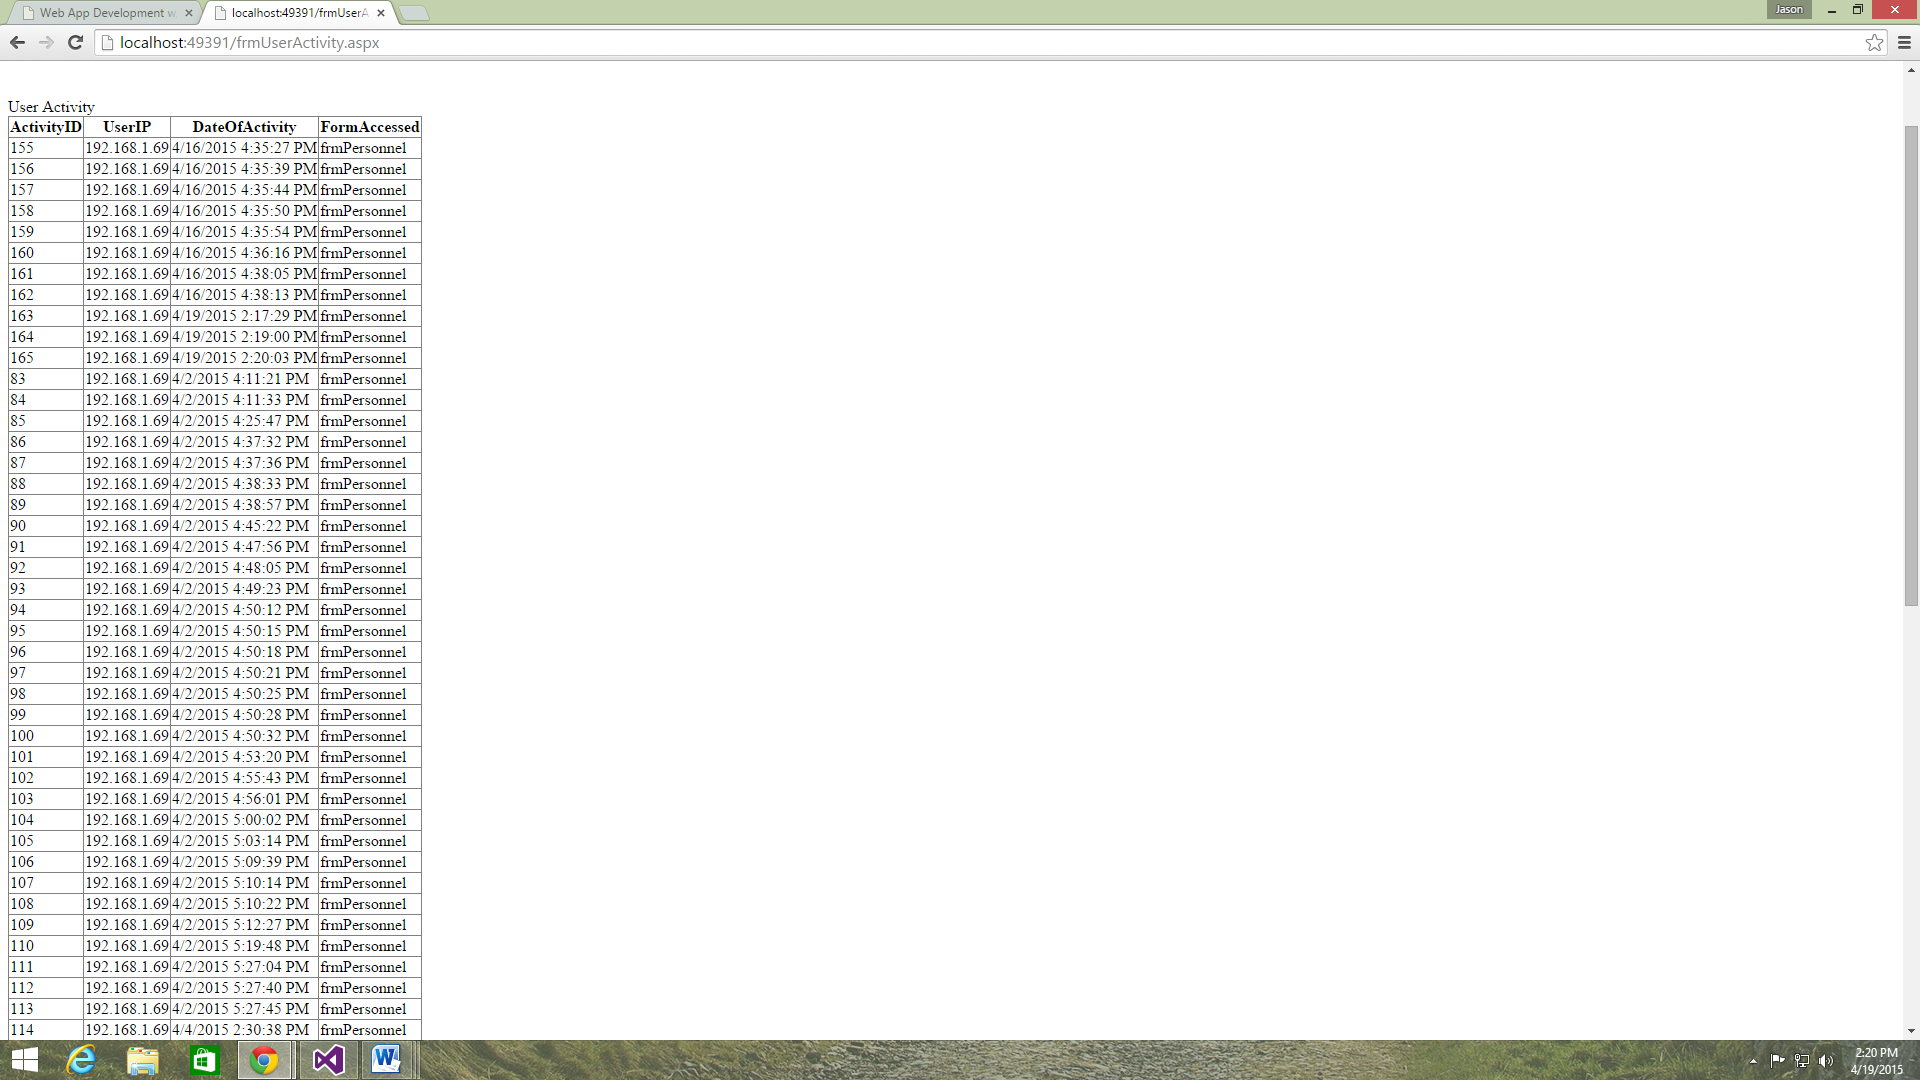 Web App Development w
localhost:49391/frmUserA
Jason
localhost:49391/frmUserActivity.aspx
User Activity
ActivityID UserIP DateOfActivity FormAccessed
155 192.168.1.69 4/16/2015 4:35:27 PM frmPersonnel
156 192.168.1.69 4/16/2015 4:35:39 PM frmPersonnel
157 192.168.1.69 4/16/2015 4:35:44 PM frmPersonnel
158 192.168.1.69 4/16/2015 4:35:50 PM frmPersonnel
159 192.168.1.69 4/16/2015 4:35:54 PM frmPersonnel
160 192.168.1.69 4/16/2015 4:36:16 PM frmPersonnel
161 192.168.1.69 4/16/2015 4:38:05 PM frmPersonnel
162 192.168.1.69 4/16/2015 4:38:13 PM frmPersonnel
163 192.168.1.69 4/19/2015 2:17:29 PM frmPersonnel
164 192.168.1.69 4/19/2015 2:19:00 PM frmPersonnel
165 192.168.1.69 4/19/2015 2:20:03 PM frmPersonnel
83 192.168.1.69 4/2/2015 4:11:21 PM frmPersonnel
84 192.168.1.69 4/2/2015 4:11:33 PM frmPersonnel
85 192.168.1.69 4/2/2015 4:25:47 PM frmPersonnel
86 192.168.1.69 4/2/2015 4:37:32 PM frmPersonnel
87 192.168.1.69 4/2/2015 4:37:36 PM frmPersonnel
88 192.168.1.69 4/2/2015 4:38:33 PM frmPersonnel
89 192.168.1.69 4/2/2015 4:38:57 PM frmPersonnel
90 192.168.1.69 4/2/2015 4:45:22 PM frmPersonnel
91 192.168.1.69 4/2/2015 4:47:56 PM frmPersonnel
92 192.168.1.69 4/2/2015 4:48:05 PM frmPersonnel
93 192.168.1.69 4/2/2015 4:49:23 PM frmPersonnel
94 192.168.1.69 4/2/2015 4:50:12 PM frmPersonnel
95 192.168.1.69 4/2/2015 4:50:15 PM frmPersonnel
96 192.168.1.69 4/2/2015 4:50:18 PM frmPersonnel
97 192.168.1.69 4/2/2015 4:50:21 PM frmPersonnel
98 192.168.1.69 4/2/2015 4:50:25 PM frmPersonnel
99 192.168.1.69 4/2/2015 4:50:28 PM frmPersonnel
100 192.168.1.69 4/2/2015 4:50:32 PM frmPersonnel
101 192.168.1.69 4/2/2015 4:53:20 PM frmPersonnel
102 192.168.1.69 4/2/2015 4:55:43 PM frmPersonnel
103 192.168.1.69 4/2/2015 4:56:01 PM frmPersonnel
104 192.168.1.69 4/2/2015 5:00:02 PM frmPersonnel
105 192.168.1.69 4/2/2015 5:03:14 PM frmPersonnel
106 192.168.1.69 4/2/2015 5:09:39 PM frmPersonnel
107 192.168.1.69 4/2/2015 5:10:14 PM frmPersonnel
108 192.168.1.69 4/2/2015 5:10:22 PM frmPersonnel
109 192.168.1.69 4/2/2015 5:12:27 PM frmPersonnel
110 192.168.1.69 4/2/2015 5:19:48 PM frmPersonnel
111 192.168.1.69 4/2/2015 5:27:04 PM frmPersonnel
112 192.168.1.69 4/2/2015 5:27:40 PM frmPersonnel
113 192.168.1.69 4/2/2015 5:27:45 PM frmPersonnel
114 192.168.1.69 4/4/2015 2:30:38 PM frmPersonnel
2:20 PM
4/19/2015